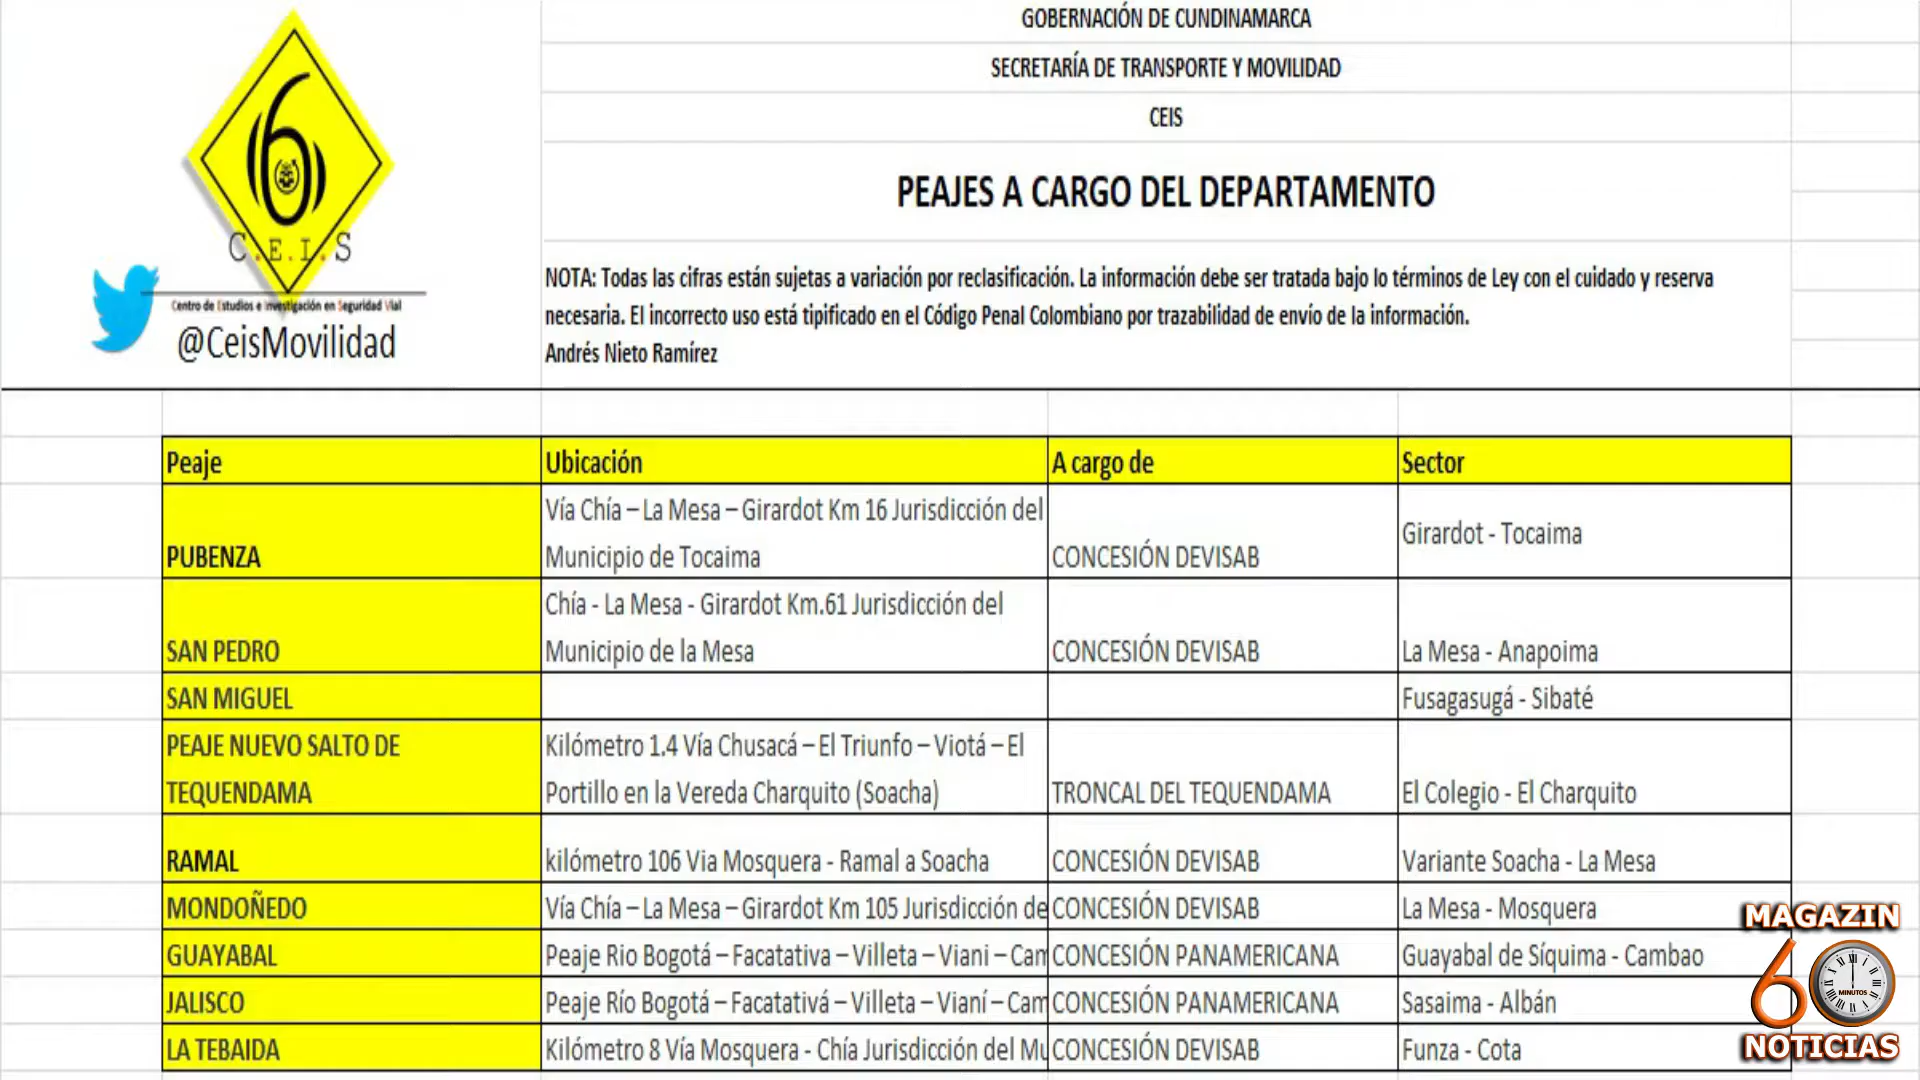 GOBERNACIÓN DE CUNDINAMARCA
SECRETARÍA DE TRANSPORTE Y MOVILIDAD
CEIS
PEAJES A CARGO DEL DEPARTAMENTO
C.E.I.S
Centro de Estudios e Investigación en Seguridad Vial
@CeisMovilidad
NOTA: Todas las cifras están sujetas a variación por reclasificación. La información debe ser tratada bajo lo términos de Ley con el cuidado y reserva
necesaria. El incorrecto uso está tipificado en el Código Penal Colombiano por trazabilidad de envío de la información.
Andrés Nieto Ramírez
Peaje Ubicación A cargo de Sector
PUBENZA
Vía Chía – La Mesa – Girardot Km 16 Jurisdicción del
Municipio de Tocaima
CONCESIÓN DEVISAB
Girardot - Tocaima
SAN PEDRO
Chía - La Mesa - Girardot Km.61 Jurisdicción del
Municipio de la Mesa
CONCESIÓN DEVISAB
La Mesa - Anapoima
SAN MIGUEL
Fusagasugá - Sibaté
PEAJE NUEVO SALTO DE
TEQUENDAMA
Kilómetro 1.4 Vía Chusacá – El Triunfo – Viotá – El
Portillo en la Vereda Charquito (Soacha)
TRONCAL DEL TEQUENDAMA
El Colegio - El Charquito
RAMAL
kilómetro 106 Via Mosquera - Ramal a Soacha
CONCESIÓN DEVISAB
Variante Soacha - La Mesa
MONDOÑEDO
Vía Chía – La Mesa – Girardot Km 105 Jurisdicción de
CONCESIÓN DEVISAB
La Mesa - Mosquera
GUAYABAL
Peaje Rio Bogotá – Facatativa – Villeta – Viani – Cam
CONCESIÓN PANAMERICANA
Guayabal de Síquima - Cambao
JALISCO
Peaje Río Bogotá – Facatativá – Villeta – Vianí – Cam
CONCESIÓN PANAMERICANA
Sasaima - Albán
LA TEBAIDA
Kilómetro 8 Vía Mosquera - Chía Jurisdicción del Mu
CONCESIÓN DEVISAB
Funza - Cota
MAGAZIN
60
MINUTOS
NOTICIAS